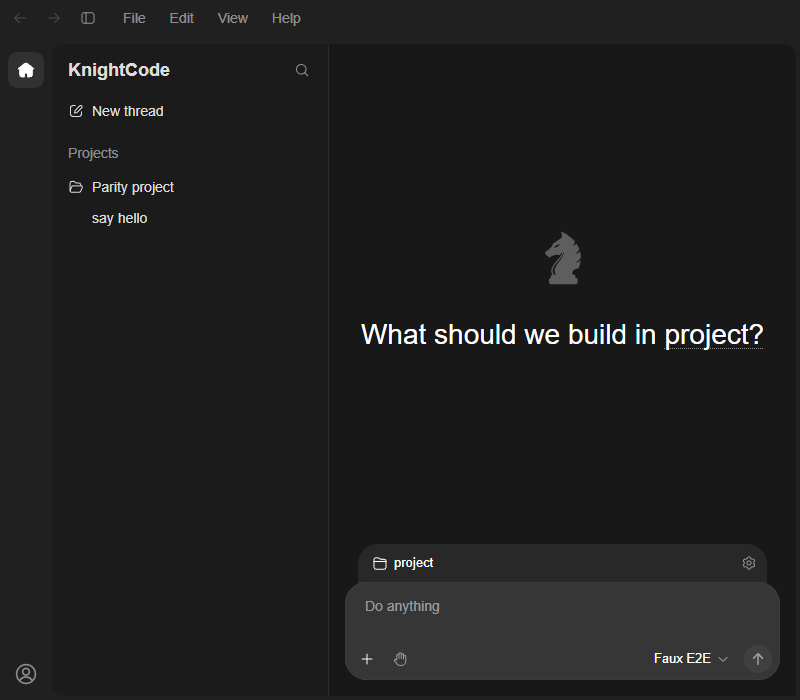 File Edit View Help
KnightCode
New thread
Projects
Parity project
say hello
What should we build in project?
project
Do anything
Faux E2E